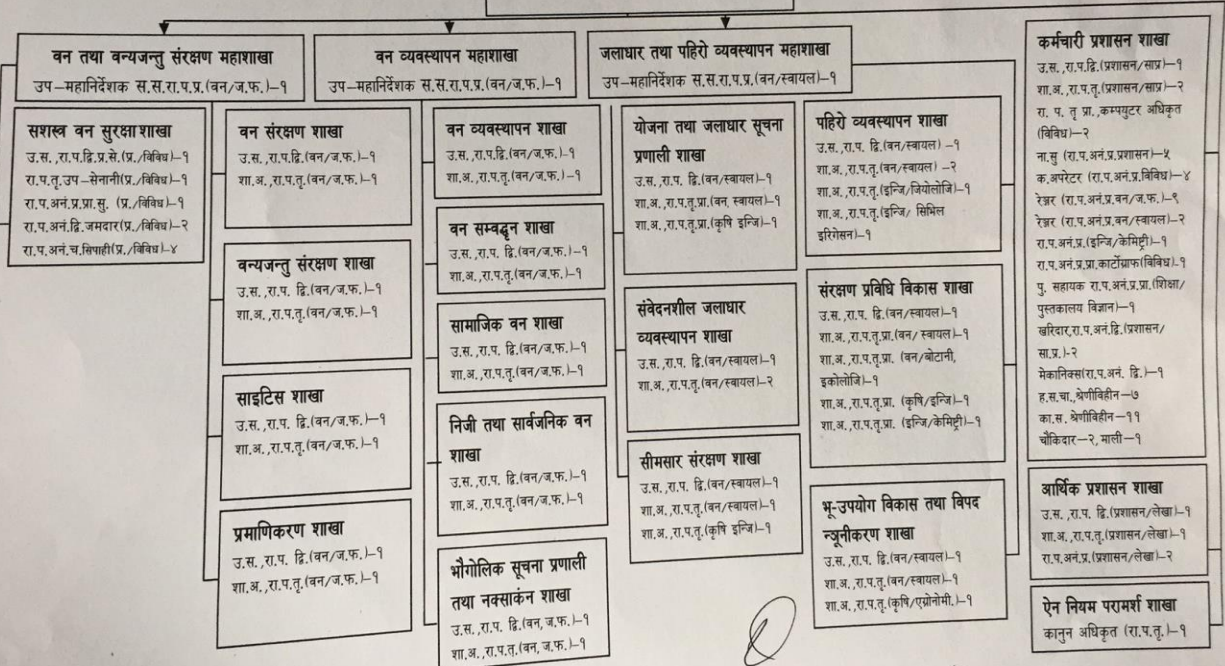 वन तथा वन्यजन्तु संरक्षण महाशाखा
उप-महानिर्देशक स.स.रा.प.प्र.(वन/ज.फ.)-१
सशस्त्र वन सुरक्षा शाखा
उ.स.,रा.प.द्वि.प्र.से.(प्र./विविध)-१
रा.प.तृ.उप-सेनानी(प्र./विविध)-१
रा.प.अनं.प्र.प्रा.सु. (प्र./विविध)-१
रा.प.अनं.द्वि.जमदार(प्र./विविध)-२
रा.प.अनं.च.सिपाही(प्र./विविध)-४
वन संरक्षण शाखा
उ.स.,रा.प.द्वि.(वन/ज.फ.)-१
शा.अ.,रा.प.तृ.(वन/ज.फ.)-१
वन्यजन्तु संरक्षण शाखा
उ.स.,रा.प. द्वि.(वन/ज.फ.)-१
शा.अ.,रा.प.तृ.(वन/ज.फ.)-१
साइटिस शाखा
उ.स.,रा.प. द्वि.(वन/ज.फ.)-१
शा.अ.,रा.प.तृ.(वन/ज.फ.)-१
प्रमाणिकरण शाखा
उ.स.,रा.प. द्वि.(वन/ज.फ.)-१
शा.अ.,रा.प.तृ.(वन/ज.फ.)-१
वन व्यवस्थापन महाशाखा
उप-महानिर्देशक स.स.रा.प.प्र.(वन/ज.फ.)-१
वन व्यवस्थापन शाखा
उ.स.,रा.प.द्वि.(वन/ज.फ.)-१
शा.अ.,रा.प.तृ.(वन/ज.फ.)-१
वन सम्वद्धन शाखा
उ.स.,रा.प. द्वि.(वन/ज.फ.)-१
शा.अ.,रा.प.तृ.(वन/ज.फ.)-१
सामाजिक वन शाखा
उ.स.,रा.प. द्वि.(वन/ज.फ.)-१
शा.अ.,रा.प.तृ.(वन/ज.फ.)-१
निजी तथा सार्वजनिक वन
शाखा
उ.स.,रा.प. द्वि.(वन/ज.फ.)-१
शा.अ.,रा.प.तृ.(वन/ज.फ.)-१
भौगोलिक सूचना प्रणाली
तथा नक्साकंन शाखा
उ.स.,रा.प. द्वि.(वन,ज.फ.)-१
शा.अ.,रा.प.तृ.(वन,ज.फ.)-१
जलाधार तथा पहिरो व्यवस्थापन महाशाखा
उप-महानिर्देशक स.स.रा.प.प्र.(वन/स्वायल)-१
योजना तथा जलाधार सूचना
प्रणाली शाखा
उ.स.,रा.प. द्वि.(वन/स्वायल)-१
शा.अ.,रा.प.तृ.प्रा.(वन, स्वायल)-१
शा.अ.,रा.प.तृ.प्रा.(कृषि इन्जि)-१
संवेदनशील जलाधार
व्यवस्थापन शाखा
उ.स.,रा.प. द्वि.(वन/स्वायल)-१
शा.अ.,रा.प.तृ.(वन/स्वायल)-२
सीमसार संरक्षण शाखा
उ.स.,रा.प. द्वि.(वन/स्वायल)-१
शा.अ.,रा.प.तृ.(वन/स्वायल)-१
शा.अ.,रा.प.तृ.(कृषि इन्जि)-१
पहिरो व्यवस्थापन शाखा
उ.स.,रा.प. द्वि.(वन/स्वायल) -१
शा.अ.,रा.प.तृ.(वन/स्वायल) -२
शा.अ.,रा.प.तृ.(इन्जि/जियोलोजि)-१
शा.अ.,रा.प.तृ.(इन्जि/ सिभिल
इरिगेसन)-१
संरक्षण प्रविधि विकास शाखा
उ.स.,रा.प. द्वि.(वन/स्वायल)-१
शा.अ.,रा.प.तृ.प्रा.(वन/ स्वायल)-१
शा.अ.,रा.प.तृ.प्रा. (वन/बोटानी,
इकोलोजि)-१
शा.अ.,रा.प.तृ.प्रा. (कृषि/इन्जि)-१
शा.अ.,रा.प.तृ.प्रा. (इन्जि/केमिष्ट्री)-१
भू-उपयोग विकास तथा विपद
न्यूनीकरण शाखा
उ.स.,रा.प. द्वि.(वन/स्वायल)-१
शा.अ.,रा.प.तृ.(वन/स्वायल)-१
शा.अ.,रा.प.तृ.(कृषि/एग्रोनोमी.)-१
कर्मचारी प्रशासन शाखा
उ.स.,रा.प.द्वि.(प्रशासन/साप्र)-१
शा.अ.,रा.प.तृ.(प्रशासन/साप्र)-२
रा. प. तृ प्रा.,कम्पयुटर अधिकृत
(विविध)-२
ना.सु (रा.प.अनं.प्र.प्रशासन)-५
क.अपरेटर (रा.प.अनं.प्र.विविध)-४
रेञ्जर (रा.प.अनं.प्र.वन/ज.फ.)-९
रेञ्जर (रा.प.अनं.प्र.वन/स्वायल)-२
रा.प.अनं.प्र.(इन्जि/केमिष्ट्री)-१
रा.प.अनं.प्र.प्रा.कार्टोग्राफ(विविध)-१
पु. सहायक रा.प.अनं.प्र.प्रा.(शिक्षा/
पुस्तकालय विज्ञान)-१
खरिदार,रा.प.अनं.द्वि.(प्रशासन/
सा.प्र.)-२
मेकानिक्स(रा.प.अनं. द्वि.)-१
ह.स.चा.,श्रेणीविहीन-७
का.स. श्रेणीविहीन-११
चौकिदार-२, माली-१
आर्थिक प्रशासन शाखा
उ.स.,रा.प. द्वि.(प्रशासन/लेखा)-१
शा.अ.,रा.प.तृ.(प्रशासन/लेखा)-१
रा.प.अनं.प्र.(प्रशासन/लेखा)-२
ऐन नियम परामर्श शाखा
कानुन अधिकृत (रा.प.तृ.)-१